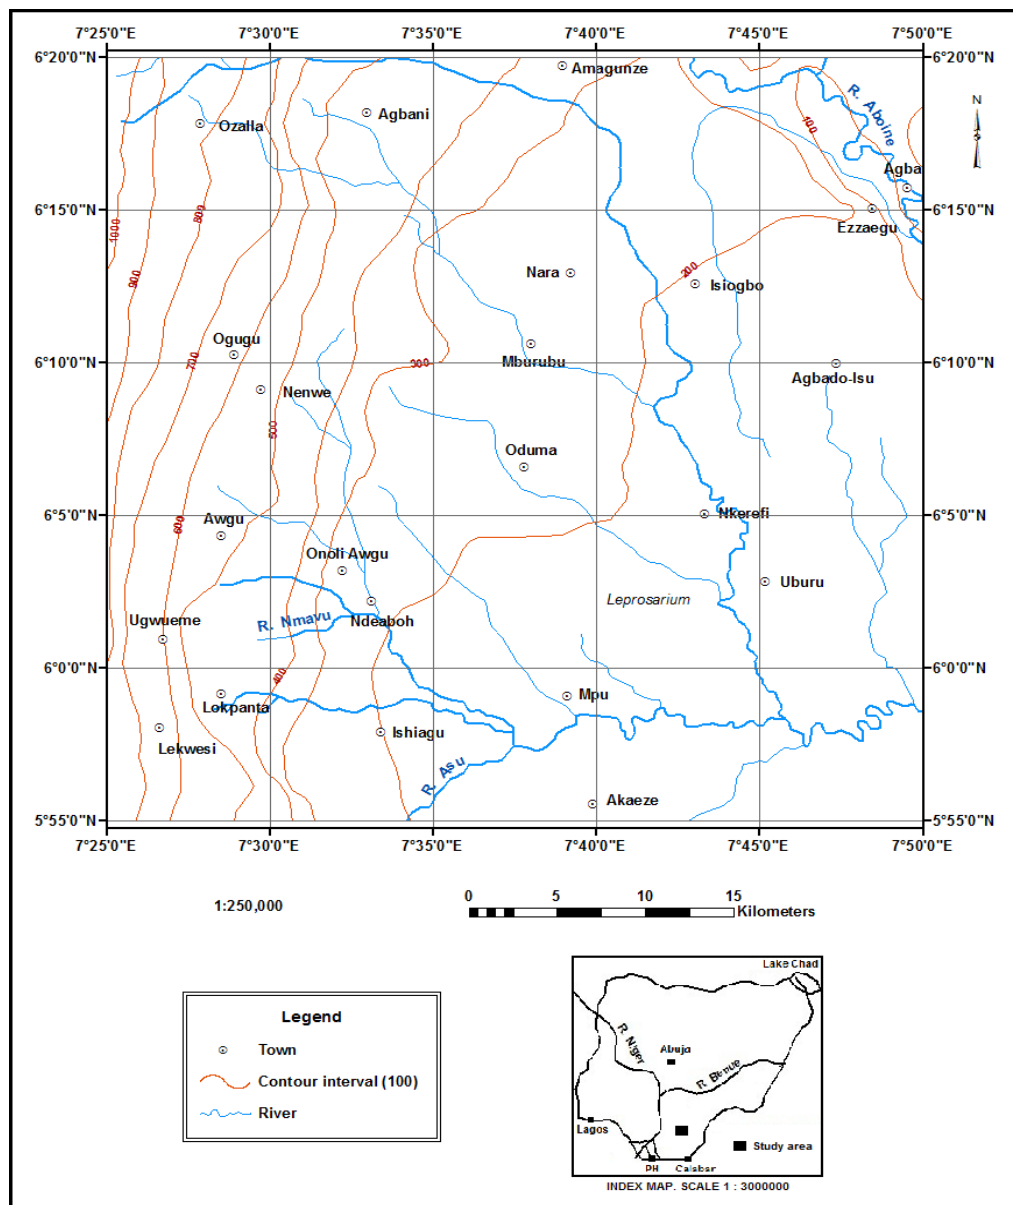 7°25'0"E 7°30'0"E 7°35'0"E 7°40'0"E 7°45'0"E 7°50'0"E
6°20'0"N 6°20'0"N
Amagunze
R. Aboine
N
Agbani
Ozalla
100
Agba
6°15'0"N 6°15'0"N
800
1000
Ezzaegu
900
Nara
200
Isiogbo
Ogugu
700
300
Mburubu
6°10'0"N 6°10'0"N
Agbado-Isu
Nenwe
500
Oduma
600
Awgu
6°5'0"N 6°5'0"N
Nkerefi
Onoli Awgu
Uburu
Leprosarium
Ugwueme
R. Nmavu
Ndeaboh
6°0'0"N 6°0'0"N
400
Mpu
Lokpanta
Ishiagu
Lekwesi
R. Asu
Akaeze
5°55'0"N 5°55'0"N
7°25'0"E 7°30'0"E 7°35'0"E 7°40'0"E 7°45'0"E 7°50'0"E
1:250,000
0 5 10 15
Kilometers
Legend
Town
Contour interval (100)
River
Lake Chad
R. Niger
Abuja
R. Benue
Lagos
Study area
PH Calabar
INDEX MAP. SCALE 1 : 3000000